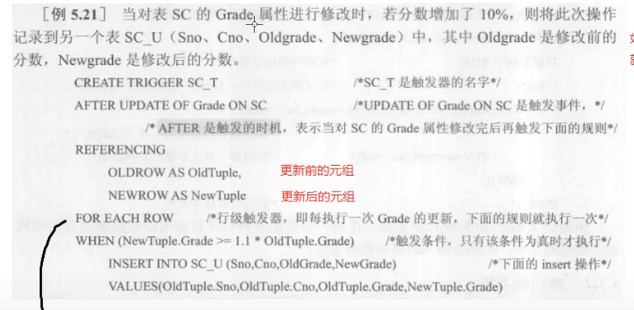 [例 5.21] 当对表 SC 的 Grade 属性进行修改时，若分数增加了 10%，则将此次操作
记录到另一个表 SC_U（Sno、Cno、Oldgrade、Newgrade）中，其中 Oldgrade 是修改前的
分数，Newgrade 是修改后的分数。
CREATE TRIGGER SC_T /*SC_T 是触发器的名字*/
AFTER UPDATE OF Grade ON SC /*UPDATE OF Grade ON SC 是触发事件，*/
/* AFTER 是触发的时机，表示当对 SC 的 Grade 属性修改完后再触发下面的规则*/
REFERENCING
OLDROW AS OldTuple, 更新前的元组
NEWROW AS NewTuple 更新后的元组
FOR EACH ROW /*行级触发器，即每执行一次 Grade 的更新，下面的规则就执行一次*/
WHEN (NewTuple.Grade >= 1.1 * OldTuple.Grade) /*触发条件，只有该条件为真时才执行*/
INSERT INTO SC_U (Sno,Cno,OldGrade,NewGrade) /*下面的 insert 操作*/
VALUES(OldTuple.Sno,OldTuple.Cno,OldTuple.Grade,NewTuple.Grade)